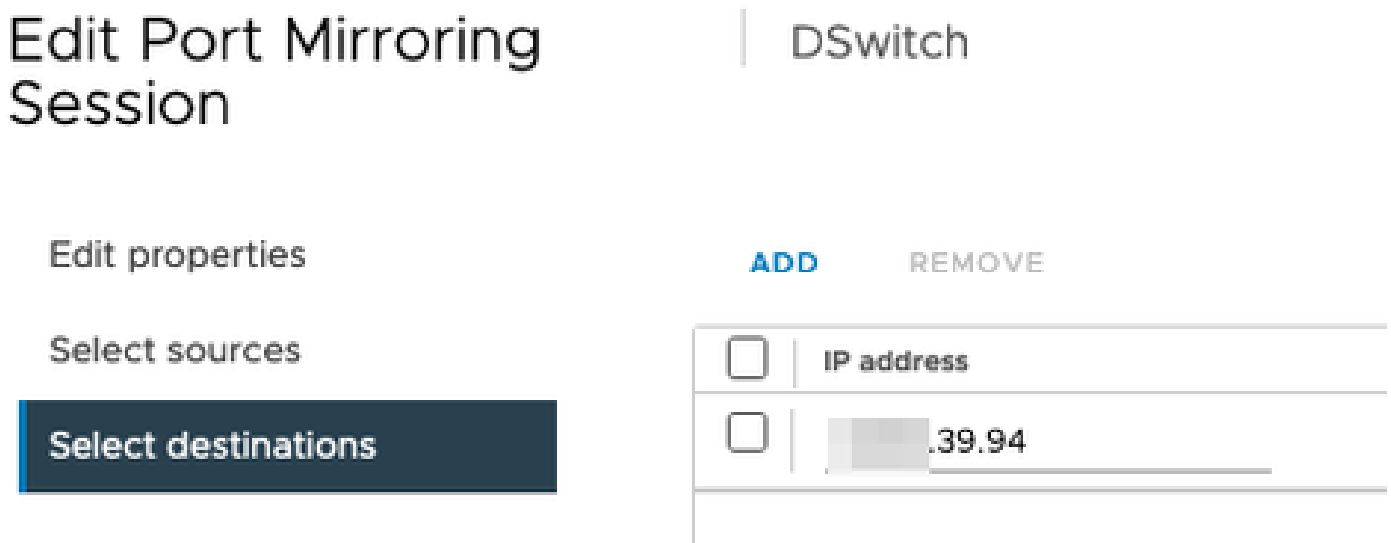 Edit Port Mirroring
Session
DSwitch
Edit properties
Select sources
Select destinations
ADD REMOVE
IP address
.39.94